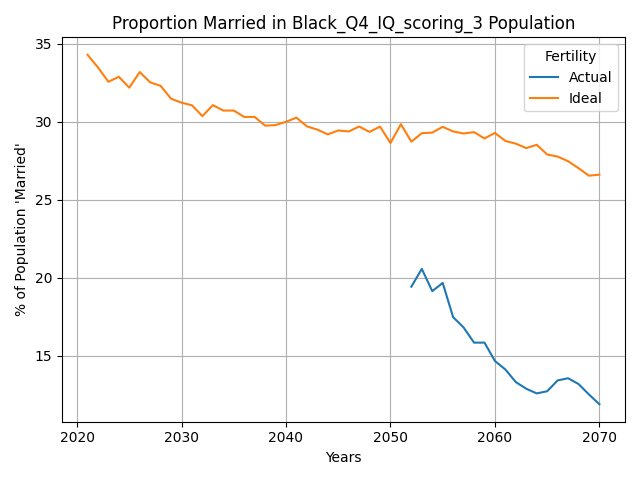 Proportion Married in Black_Q4_IQ_scoring_3 Population
35
30
25
20
15
% of Population 'Married'
Fertility
Actual
Ideal
2020 2030 2040 2050 2060 2070
Years